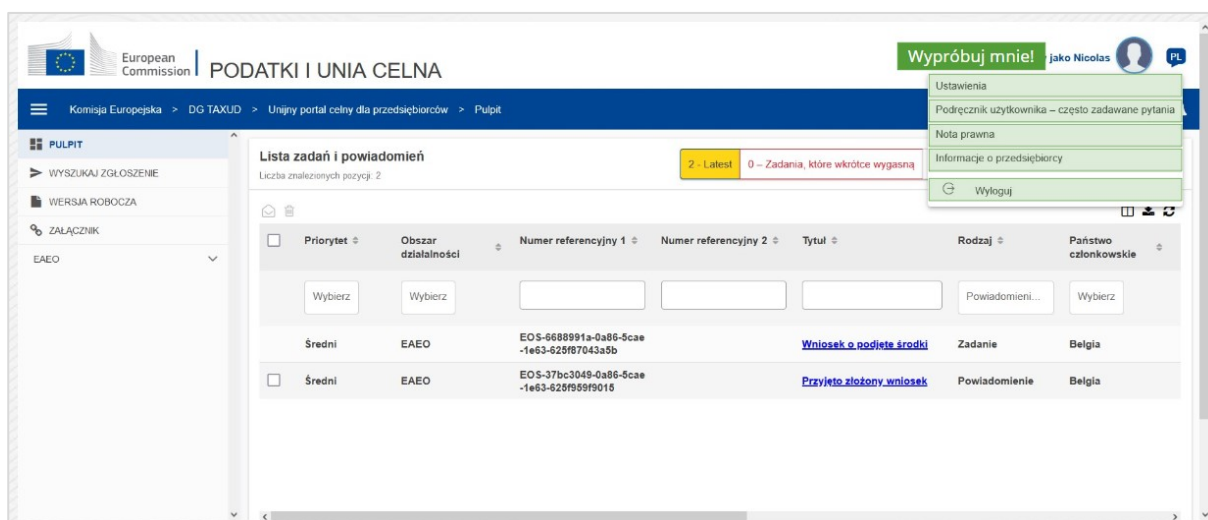 European
Commission
PODATKI I UNIA CELNA
Wypróbuj mnie!
jako Nicolas
PL
Ustawienia
Podręcznik użytkownika – często zadawane pytania
Nota prawna
Informacje o przedsiębiorcy
Wyloguj
Komisja Europejska > DG TAXUD > Unijny portal celny dla przedsiębiorców > Pulpit
PULPIT
WYSZUKAJ ZGŁOSZENIE
WERSJA ROBOCZA
ZAŁĄCZNIK
EAEO
Lista zadań i powiadomień
Liczba znalezionych pozycji: 2
2 - Latest 0 – Zadania, które wkrótce wygasną
Priorytet Obszar działalności Numer referencyjny 1 Numer referencyjny 2 Tytuł Rodzaj Państwo członkowskie
Wybierz Wybierz Powiadomieni... Wybierz
Średni EAEO EOS-6688991a-0a86-5cae-1e63-625f87043a5b Wniosek o podjęte środki Zadanie Belgia
Średni EAEO EOS-37bc3049-0a86-5cae-1e63-625f959f9015 Przyjęto złożony wniosek Powiadomienie Belgia